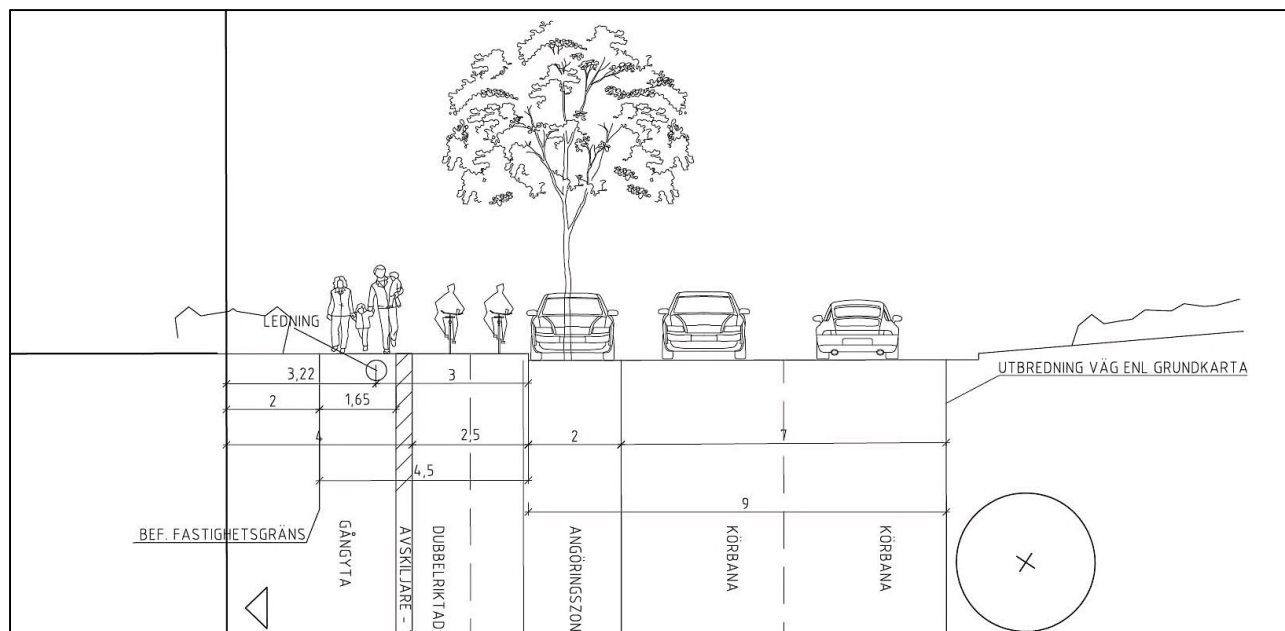 LEDNING
UTBREDNING VÄG ENL GRUNDKARTA
3,22
3
2
1,65
4
2,5
2
7
4,5
9
BEF. FASTIGHETSGRÄNS
GÅNGYTA
AVSKILJARE -
DUBBELRIKTAD
ANGÖRINGSZON
KÖRBANA
KÖRBANA